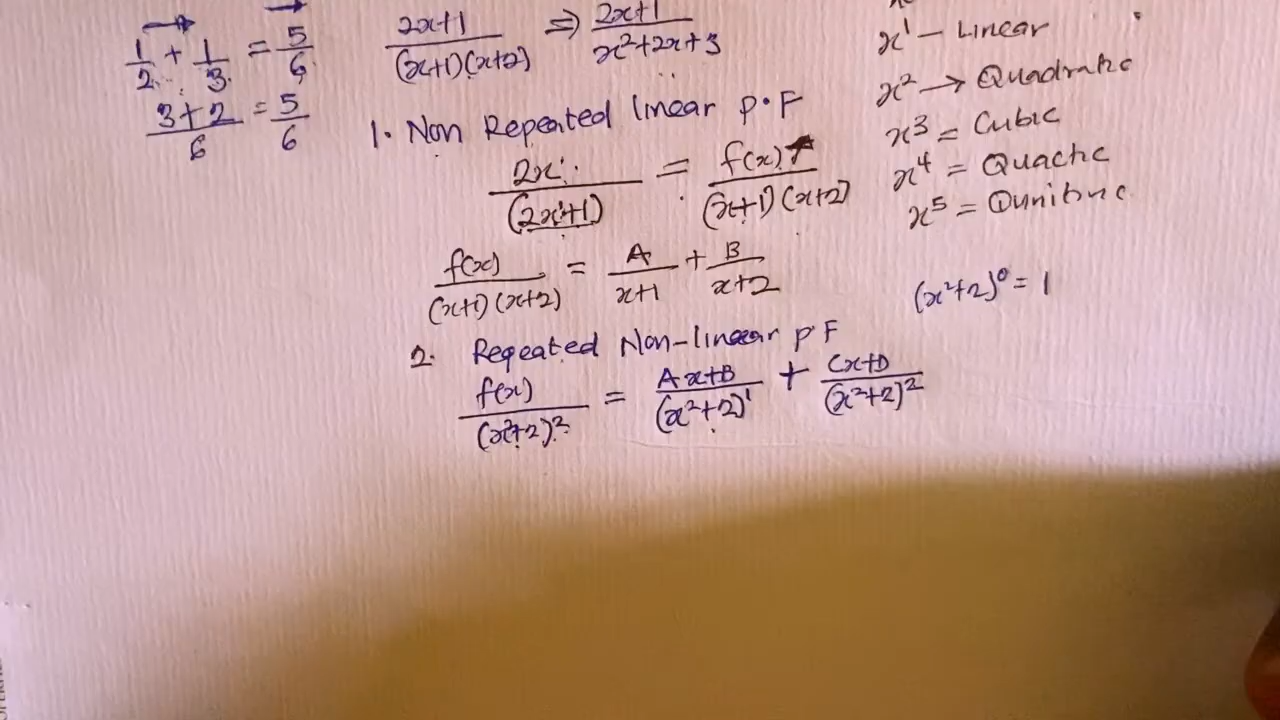 1/2 + 1/3 = 5/6
(3+2)/6 = 5/6
(2x+1)/((x+1)(x+2)) ⇒ (2x+1)/(x²+2x+3)
x¹ – Linear
x² → Quadratic
x³ = Cubic
x⁴ = Quactic
x⁵ = Qunitinc
1. Non Repeated linear P.F
2x/(2x+1) = f(x)/((x+1)(x+2))
f(x)/((x+1)(x+2)) = A/(x+1) + B/(x+2)
(x²+2)⁰ = 1
2. Repeated Non-linear P.F
f(x)/(x²+2)² = (Ax+B)/(x²+2)¹ + (Cx+D)/(x²+2)²